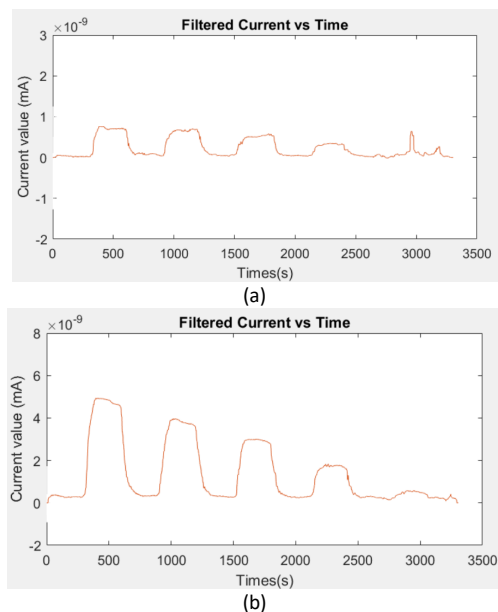 Filtered Current vs Time
×10⁻⁹
3
2
1
0
-1
-2
Current value (mA)
0 500 1000 1500 2000 2500 3000 3500
Times(s)
(a)
Filtered Current vs Time
×10⁻⁹
8
6
4
2
0
-2
Current value (mA)
0 500 1000 1500 2000 2500 3000 3500
Times(s)
(b)